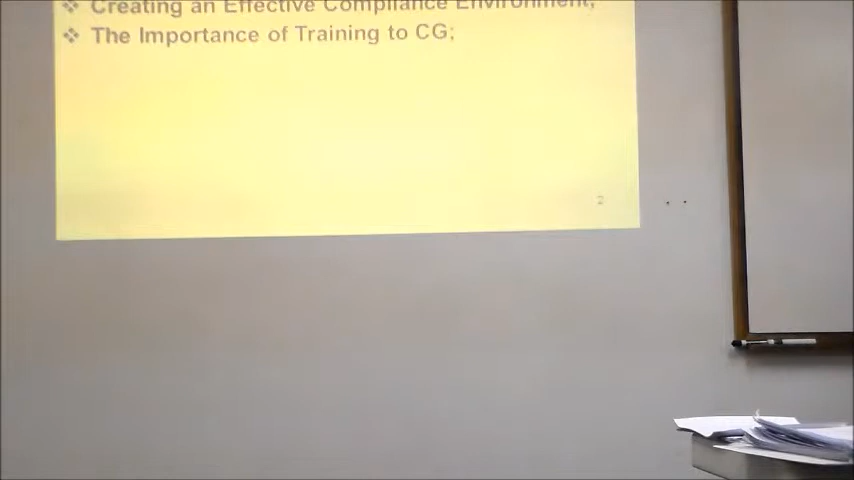 ❖ Creating an Effective Compliance Environment;
❖ The Importance of Training to CG;
2